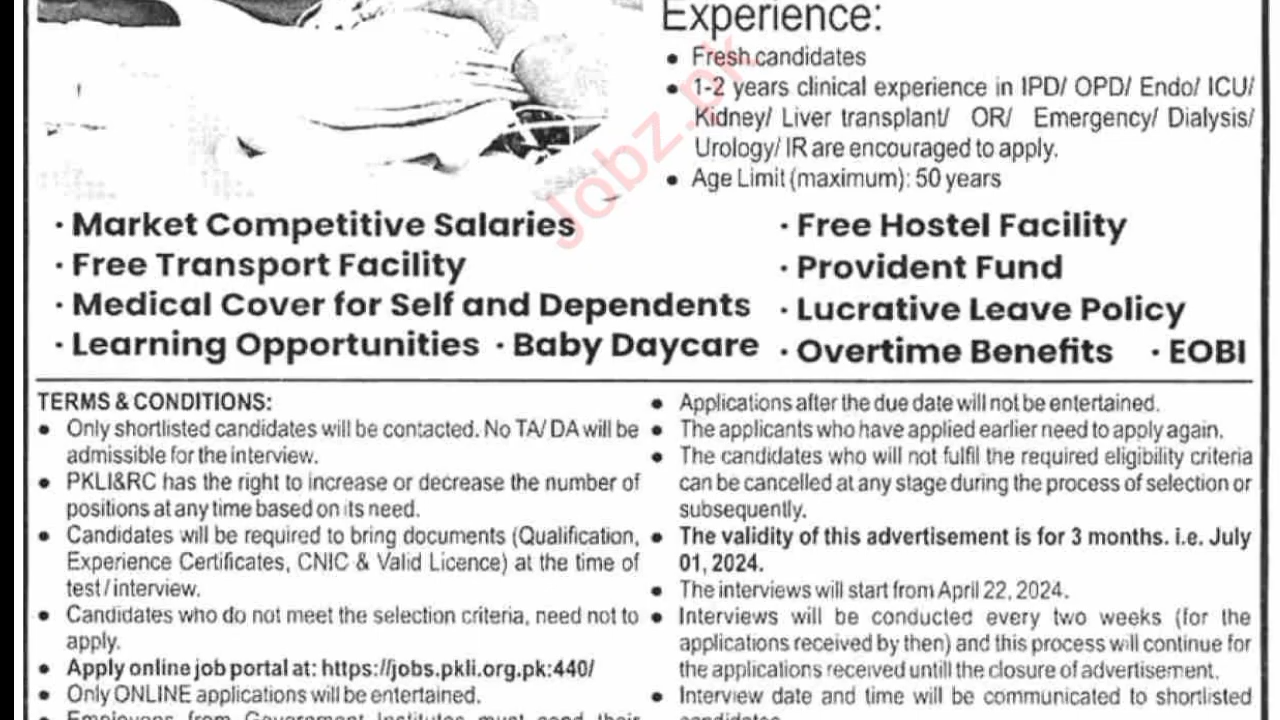 Experience:
• Fresh candidates
• 1-2 years clinical experience in IPD/ OPD/ Endo/ ICU/
Kidney/ Liver transplant/ OR/ Emergency/ Dialysis/
Urology/ IR are encouraged to apply.
• Age Limit (maximum): 50 years
Jobz.pk
· Market Competitive Salaries
· Free Transport Facility
· Medical Cover for Self and Dependents
· Learning Opportunities · Baby Daycare
· Free Hostel Facility
· Provident Fund
· Lucrative Leave Policy
· Overtime Benefits · EOBI
TERMS & CONDITIONS:
• Only shortlisted candidates will be contacted. No TA/ DA will be
admissible for the interview.
• PKLI&RC has the right to increase or decrease the number of
positions at any time based on its need.
• Candidates will be required to bring documents (Qualification,
Experience Certificates, CNIC & Valid Licence) at the time of
test / interview.
• Candidates who do not meet the selection criteria, need not to
apply.
• Apply online job portal at: https://jobs.pkli.org.pk:440/
• Only ONLINE applications will be entertained.
• Employees from Government Institutes must send their
• Applications after the due date will not be entertained.
• The applicants who have applied earlier need to apply again.
• The candidates who will not fulfil the required eligibility criteria
can be cancelled at any stage during the process of selection or
subsequently.
• The validity of this advertisement is for 3 months. i.e. July
01, 2024.
• The interviews will start from April 22, 2024.
• Interviews will be conducted every two weeks (for the
applications received by then) and this process will continue for
the applications received untill the closure of advertisement.
• Interview date and time will be communicated to shortlisted
candidates.